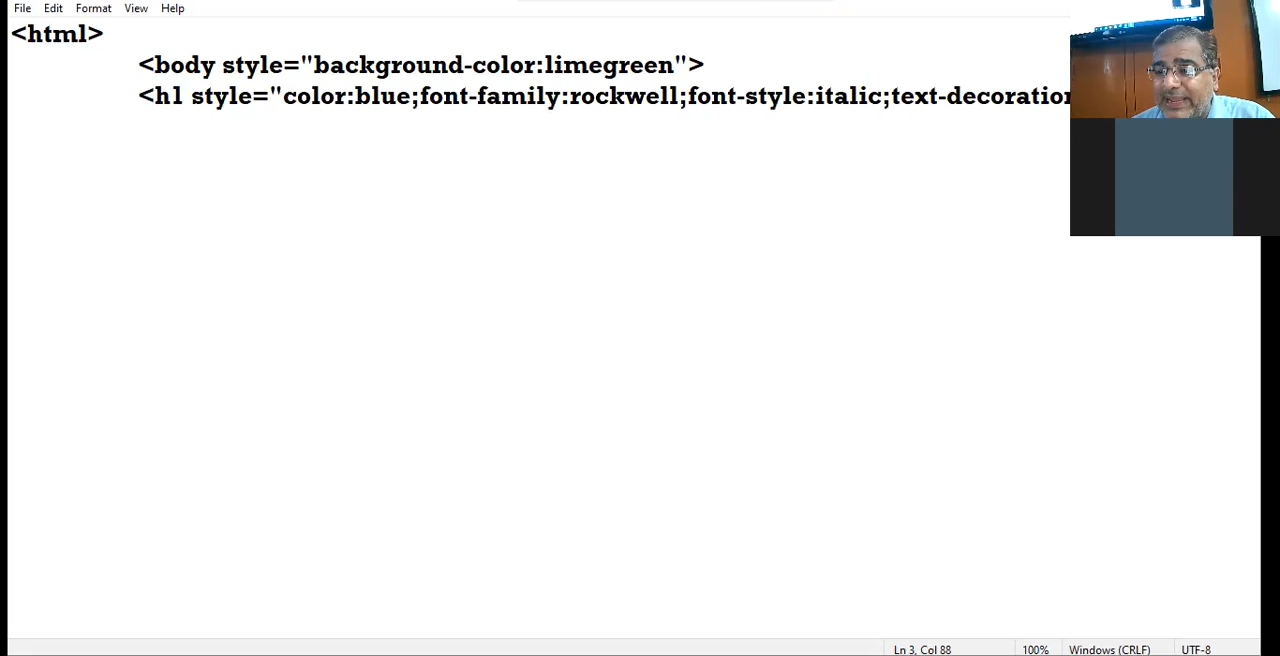 File Edit Format View Help
<html>
<body style="background-color:limegreen">
<h1 style="color:blue;font-family:rockwell;font-style:italic;text-decoration
Ln 3, Col 88 100% Windows (CRLF) UTF-8